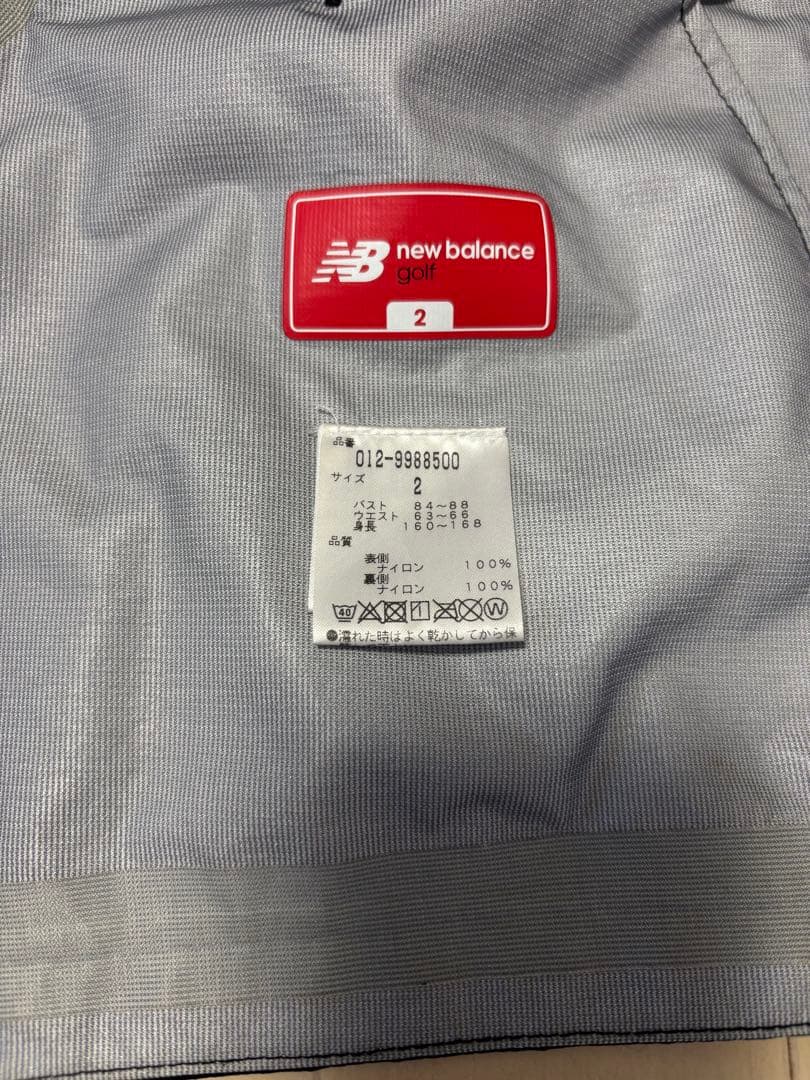 NB new balance
golf
2
品番
012-9988500
サイズ
2
バスト 84～88
ウエスト 63～66
身長 160～168
品質
表側
ナイロン 100%
裏側
ナイロン 100%
40 W
●濡れた時はよく乾かしてから保